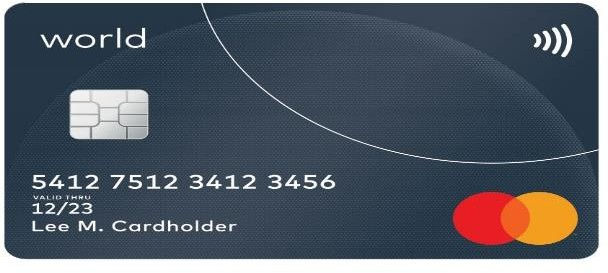 world
5412 7512 3412 3456
VALID THRU
12/23
Lee M. Cardholder